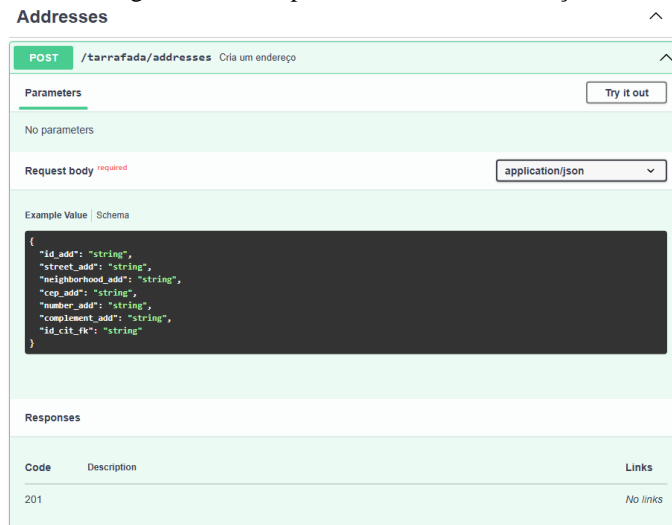 Addresses
POST /tarrafada/addresses Cria um endereço
Parameters Try it out
No parameters
Request body required application/json
Example Value Schema
{
"id_add": "string",
"street_add": "string",
"neighborhood_add": "string",
"cep_add": "string",
"number_add": "string",
"complement_add": "string",
"id_cit_fk": "string"
}
Responses
Code Description Links
201 No links